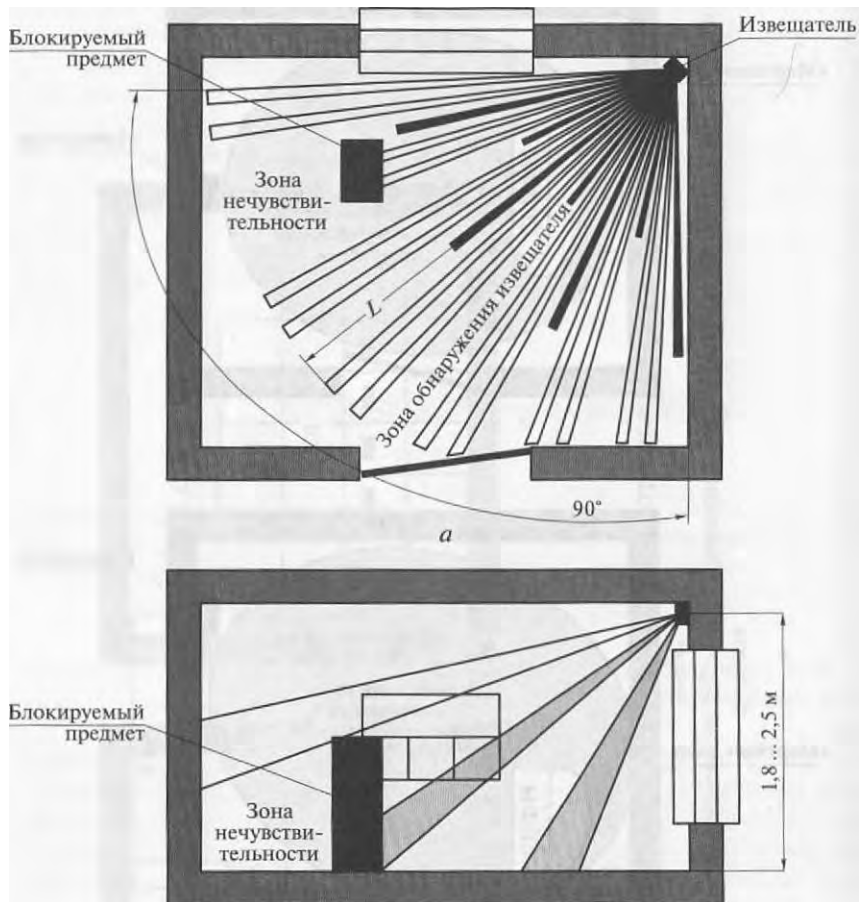 Блокируемый
предмет
Извещатель
Зона
нечувстви-
тельности
L
Зона обнаружения извещателя
90°
а
Блокируемый
предмет
Зона
нечувстви-
тельности
1,8 ... 2,5 м